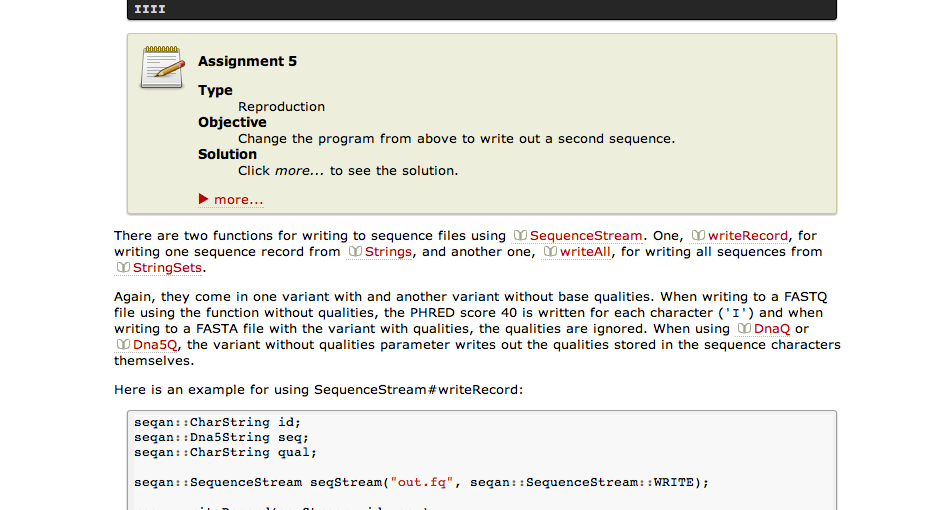 IIII
Assignment 5
Type
Reproduction
Objective
Change the program from above to write out a second sequence.
Solution
Click more... to see the solution.
more...
There are two functions for writing to sequence files using SequenceStream. One, writeRecord, for
writing one sequence record from Strings, and another one, writeAll, for writing all sequences from
StringSets.
Again, they come in one variant with and another variant without base qualities. When writing to a FASTQ
file using the function without qualities, the PHRED score 40 is written for each character ('I') and when
writing to a FASTA file with the variant with qualities, the qualities are ignored. When using DnaQ or
Dna5Q, the variant without qualities parameter writes out the qualities stored in the sequence characters
themselves.
Here is an example for using SequenceStream#writeRecord:
seqan::CharString id;
seqan::Dna5String seq;
seqan::CharString qual;
seqan::SequenceStream seqStream("out.fq", seqan::SequenceStream::WRITE);